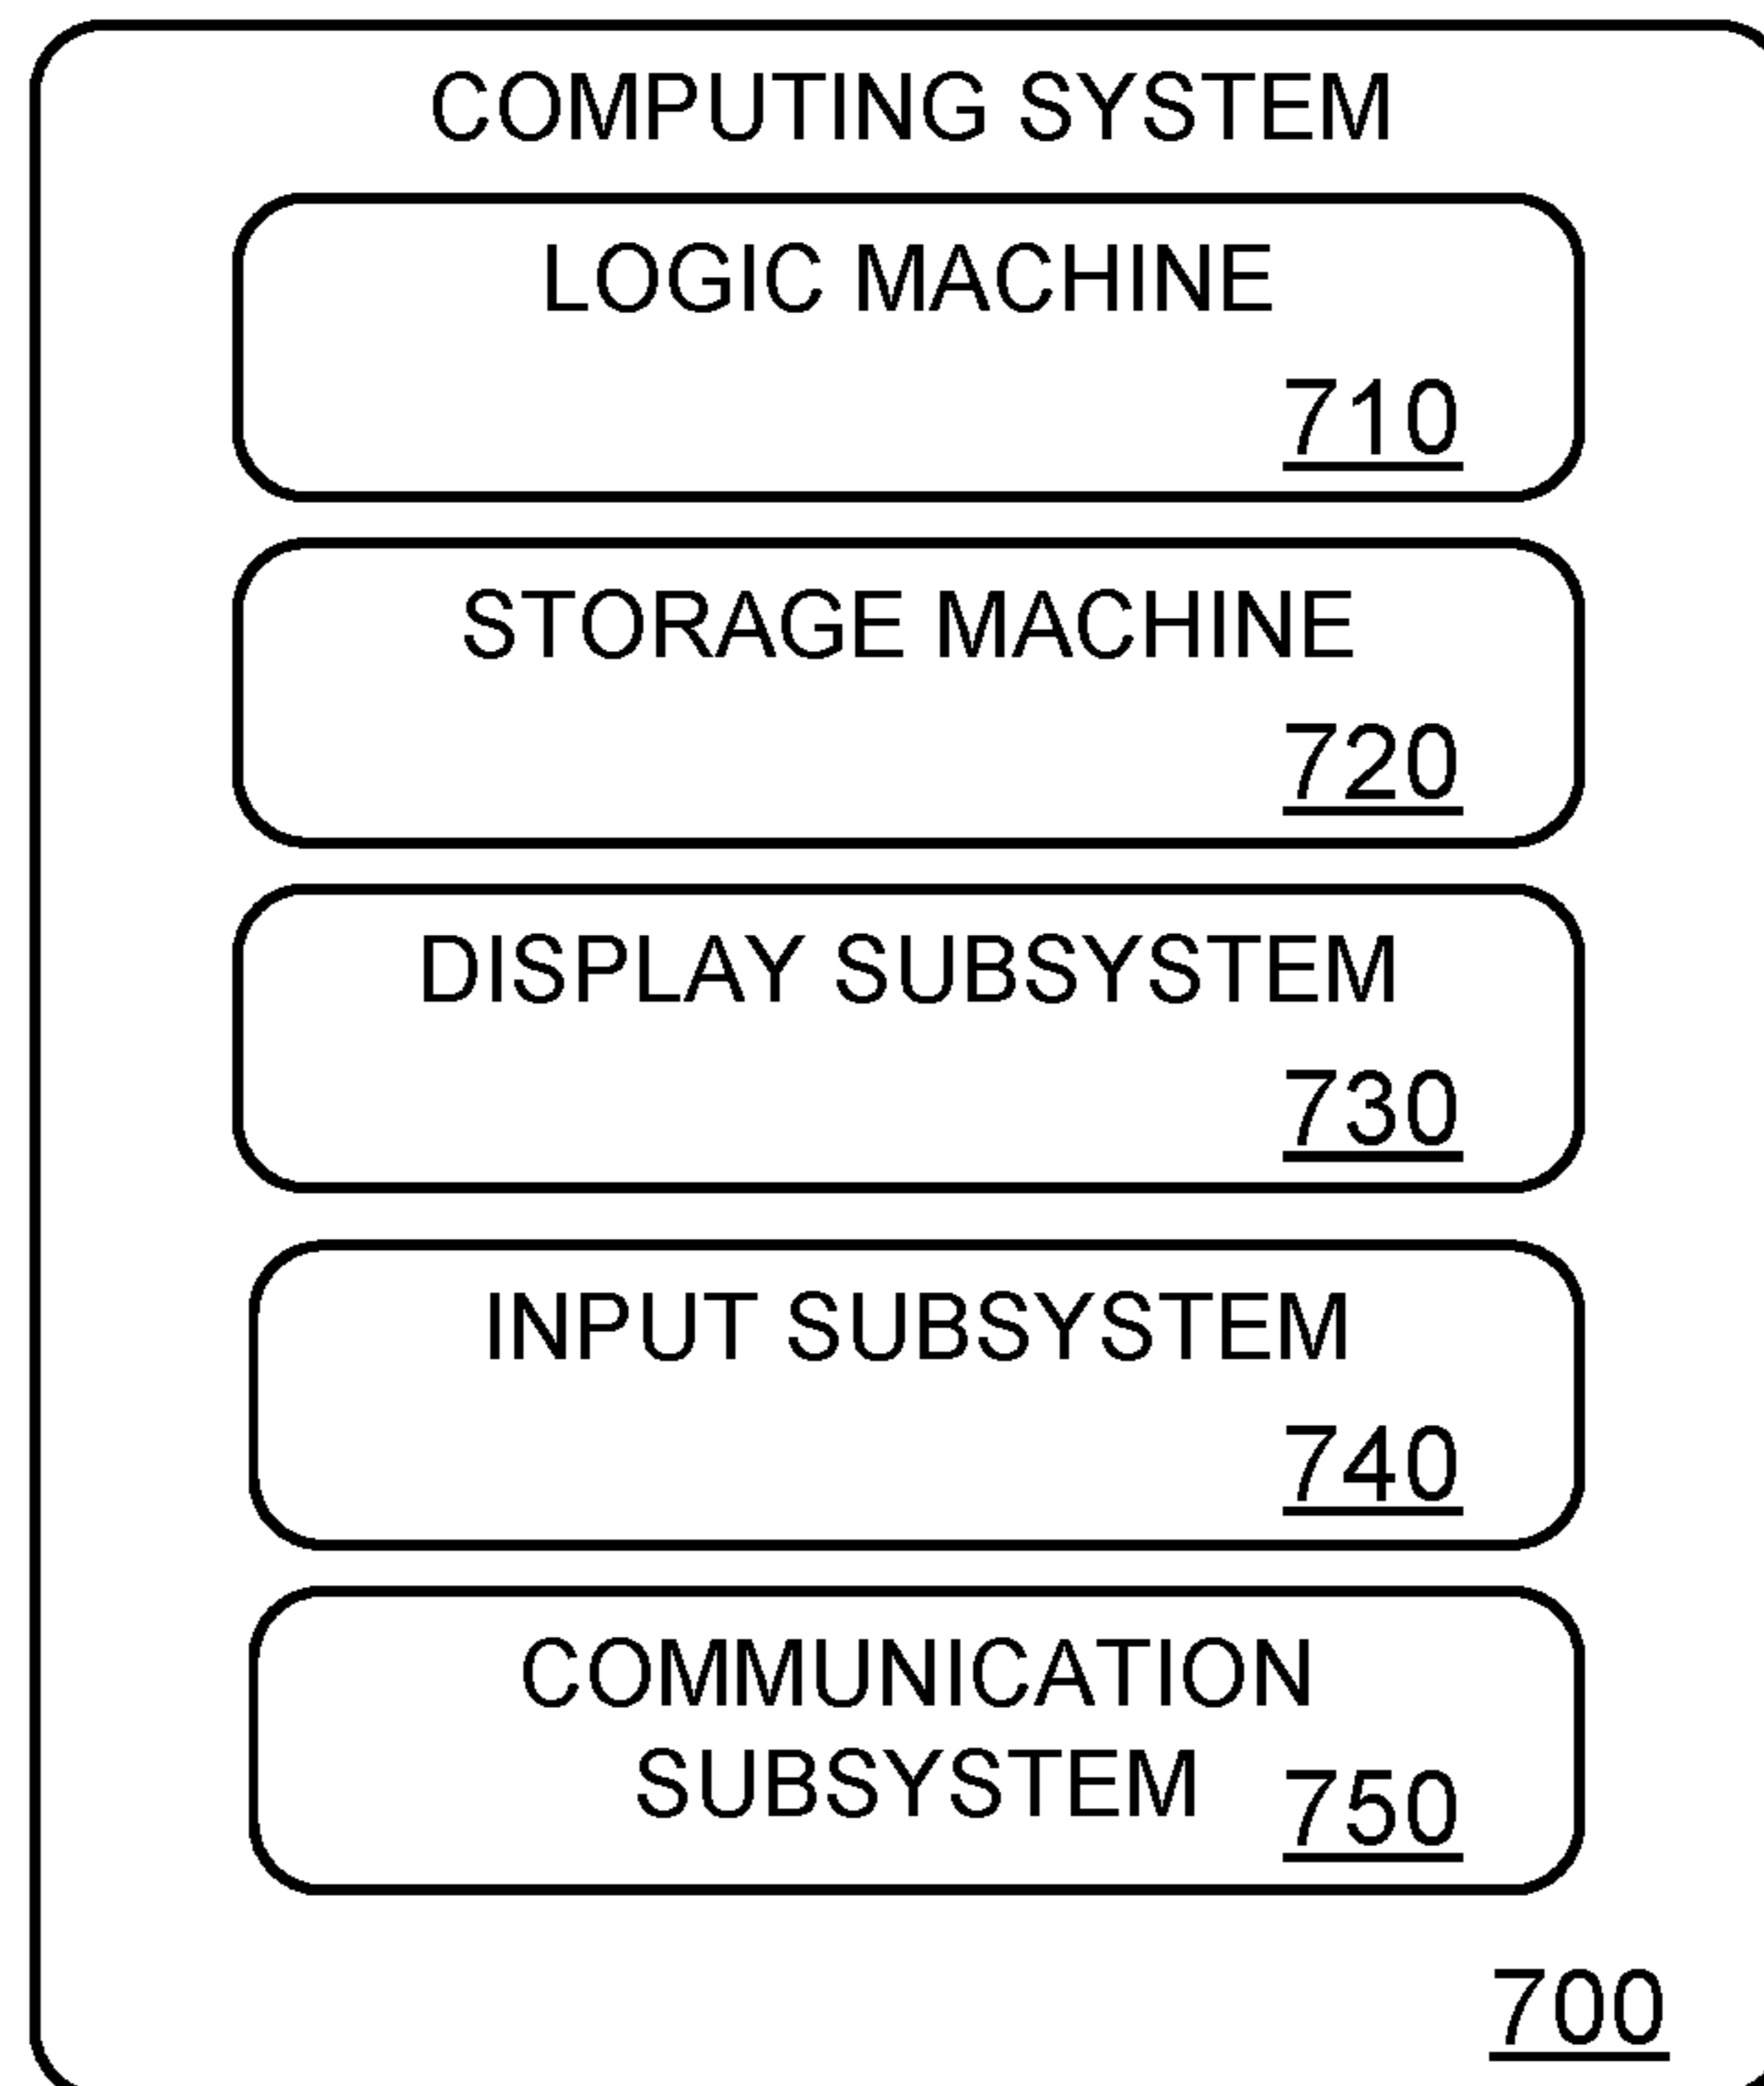 COMPUTING SYSTEM
LOGIC MACHINE
710
STORAGE MACHINE
720
DISPLAY SUBSYSTEM
730
INPUT SUBSYSTEM
740
COMMUNICATION
SUBSYSTEM 750
700